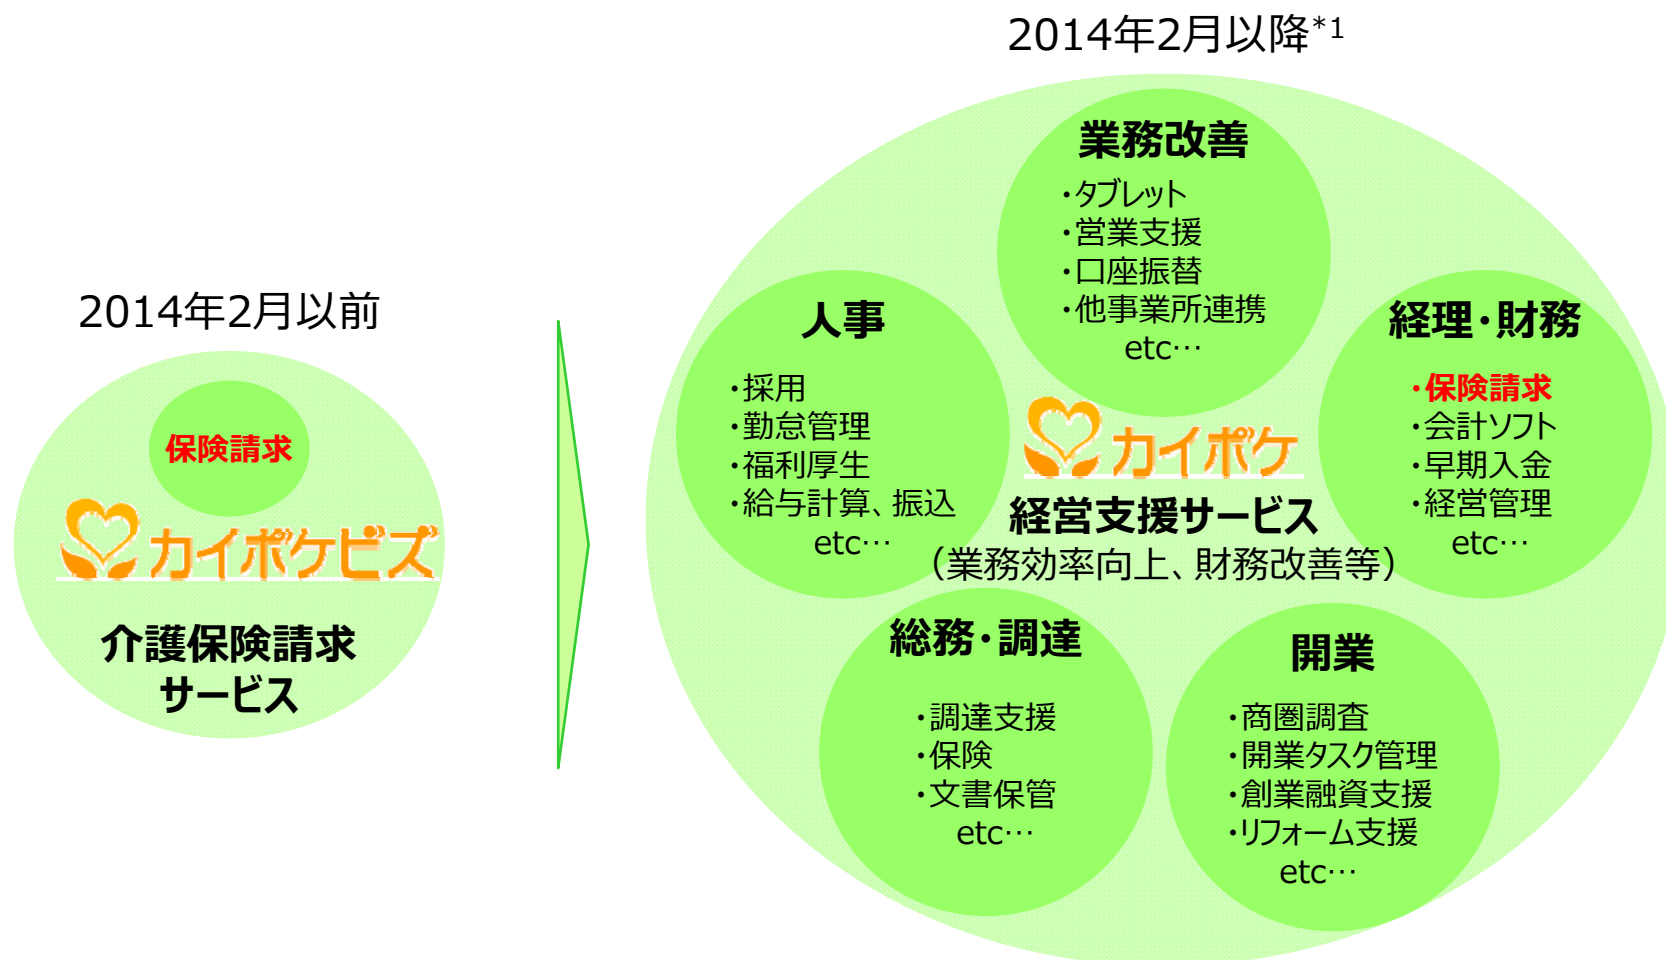 2014年2月以前
保険請求
カイポケビズ
介護保険請求
サービス
2014年2月以降*1
業務改善
・タブレット
・営業支援
・口座振替
・他事業所連携
etc…
人事
・採用
・勤怠管理
・福利厚生
・給与計算、振込
etc…
経理・財務
・保険請求
・会計ソフト
・早期入金
・経営管理
etc…
カイポケ
経営支援サービス
（業務効率向上、財務改善等）
総務・調達
・調達支援
・保険
・文書保管
etc…
開業
・商圏調査
・開業タスク管理
・創業融資支援
・リフォーム支援
etc…